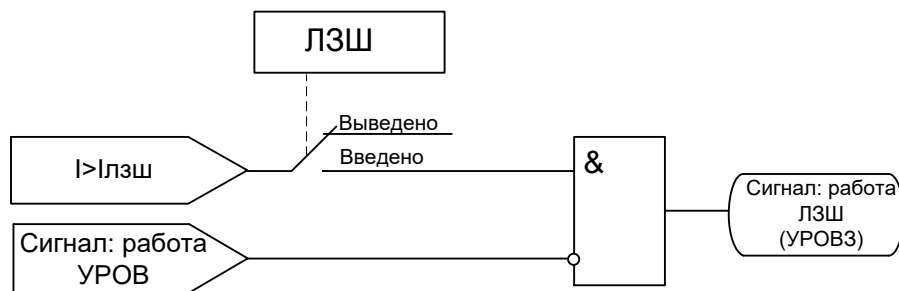 ЛЗШ
Выведено
Введено
I>Iлзш
&
Сигнал: работа
ЛЗШ
(УРОВЗ)
Сигнал: работа
УРОВ